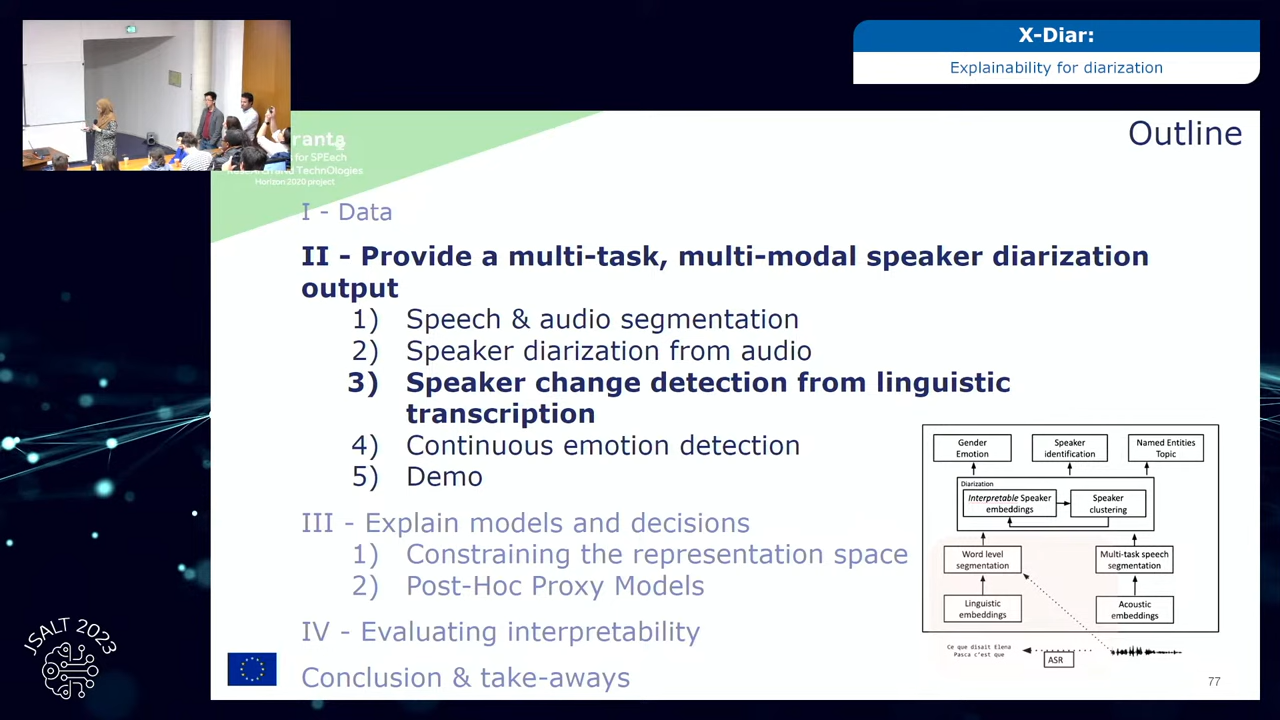 X-Diar:
Explainability for diarization
Outline
for SPEech
TechnOlogies
Horizon 2020 project
I - Data
II - Provide a multi-task, multi-modal speaker diarization
output
1) Speech & audio segmentation
2) Speaker diarization from audio
3) Speaker change detection from linguistic
transcription
4) Continuous emotion detection
5) Demo
III - Explain models and decisions
1) Constraining the representation space
2) Post-Hoc Proxy Models
IV - Evaluating interpretability
Conclusion & take-aways
Gender
Emotion
Speaker
identification
Named Entities
Topic
Diarization
Interpretable Speaker
embeddings
Speaker
clustering
Word level
segmentation
Multi-task speech
segmentation
Linguistic
embeddings
Acoustic
embeddings
Ce que disait Elena
Pasca c'est que
ASR
JSALT 2023
77